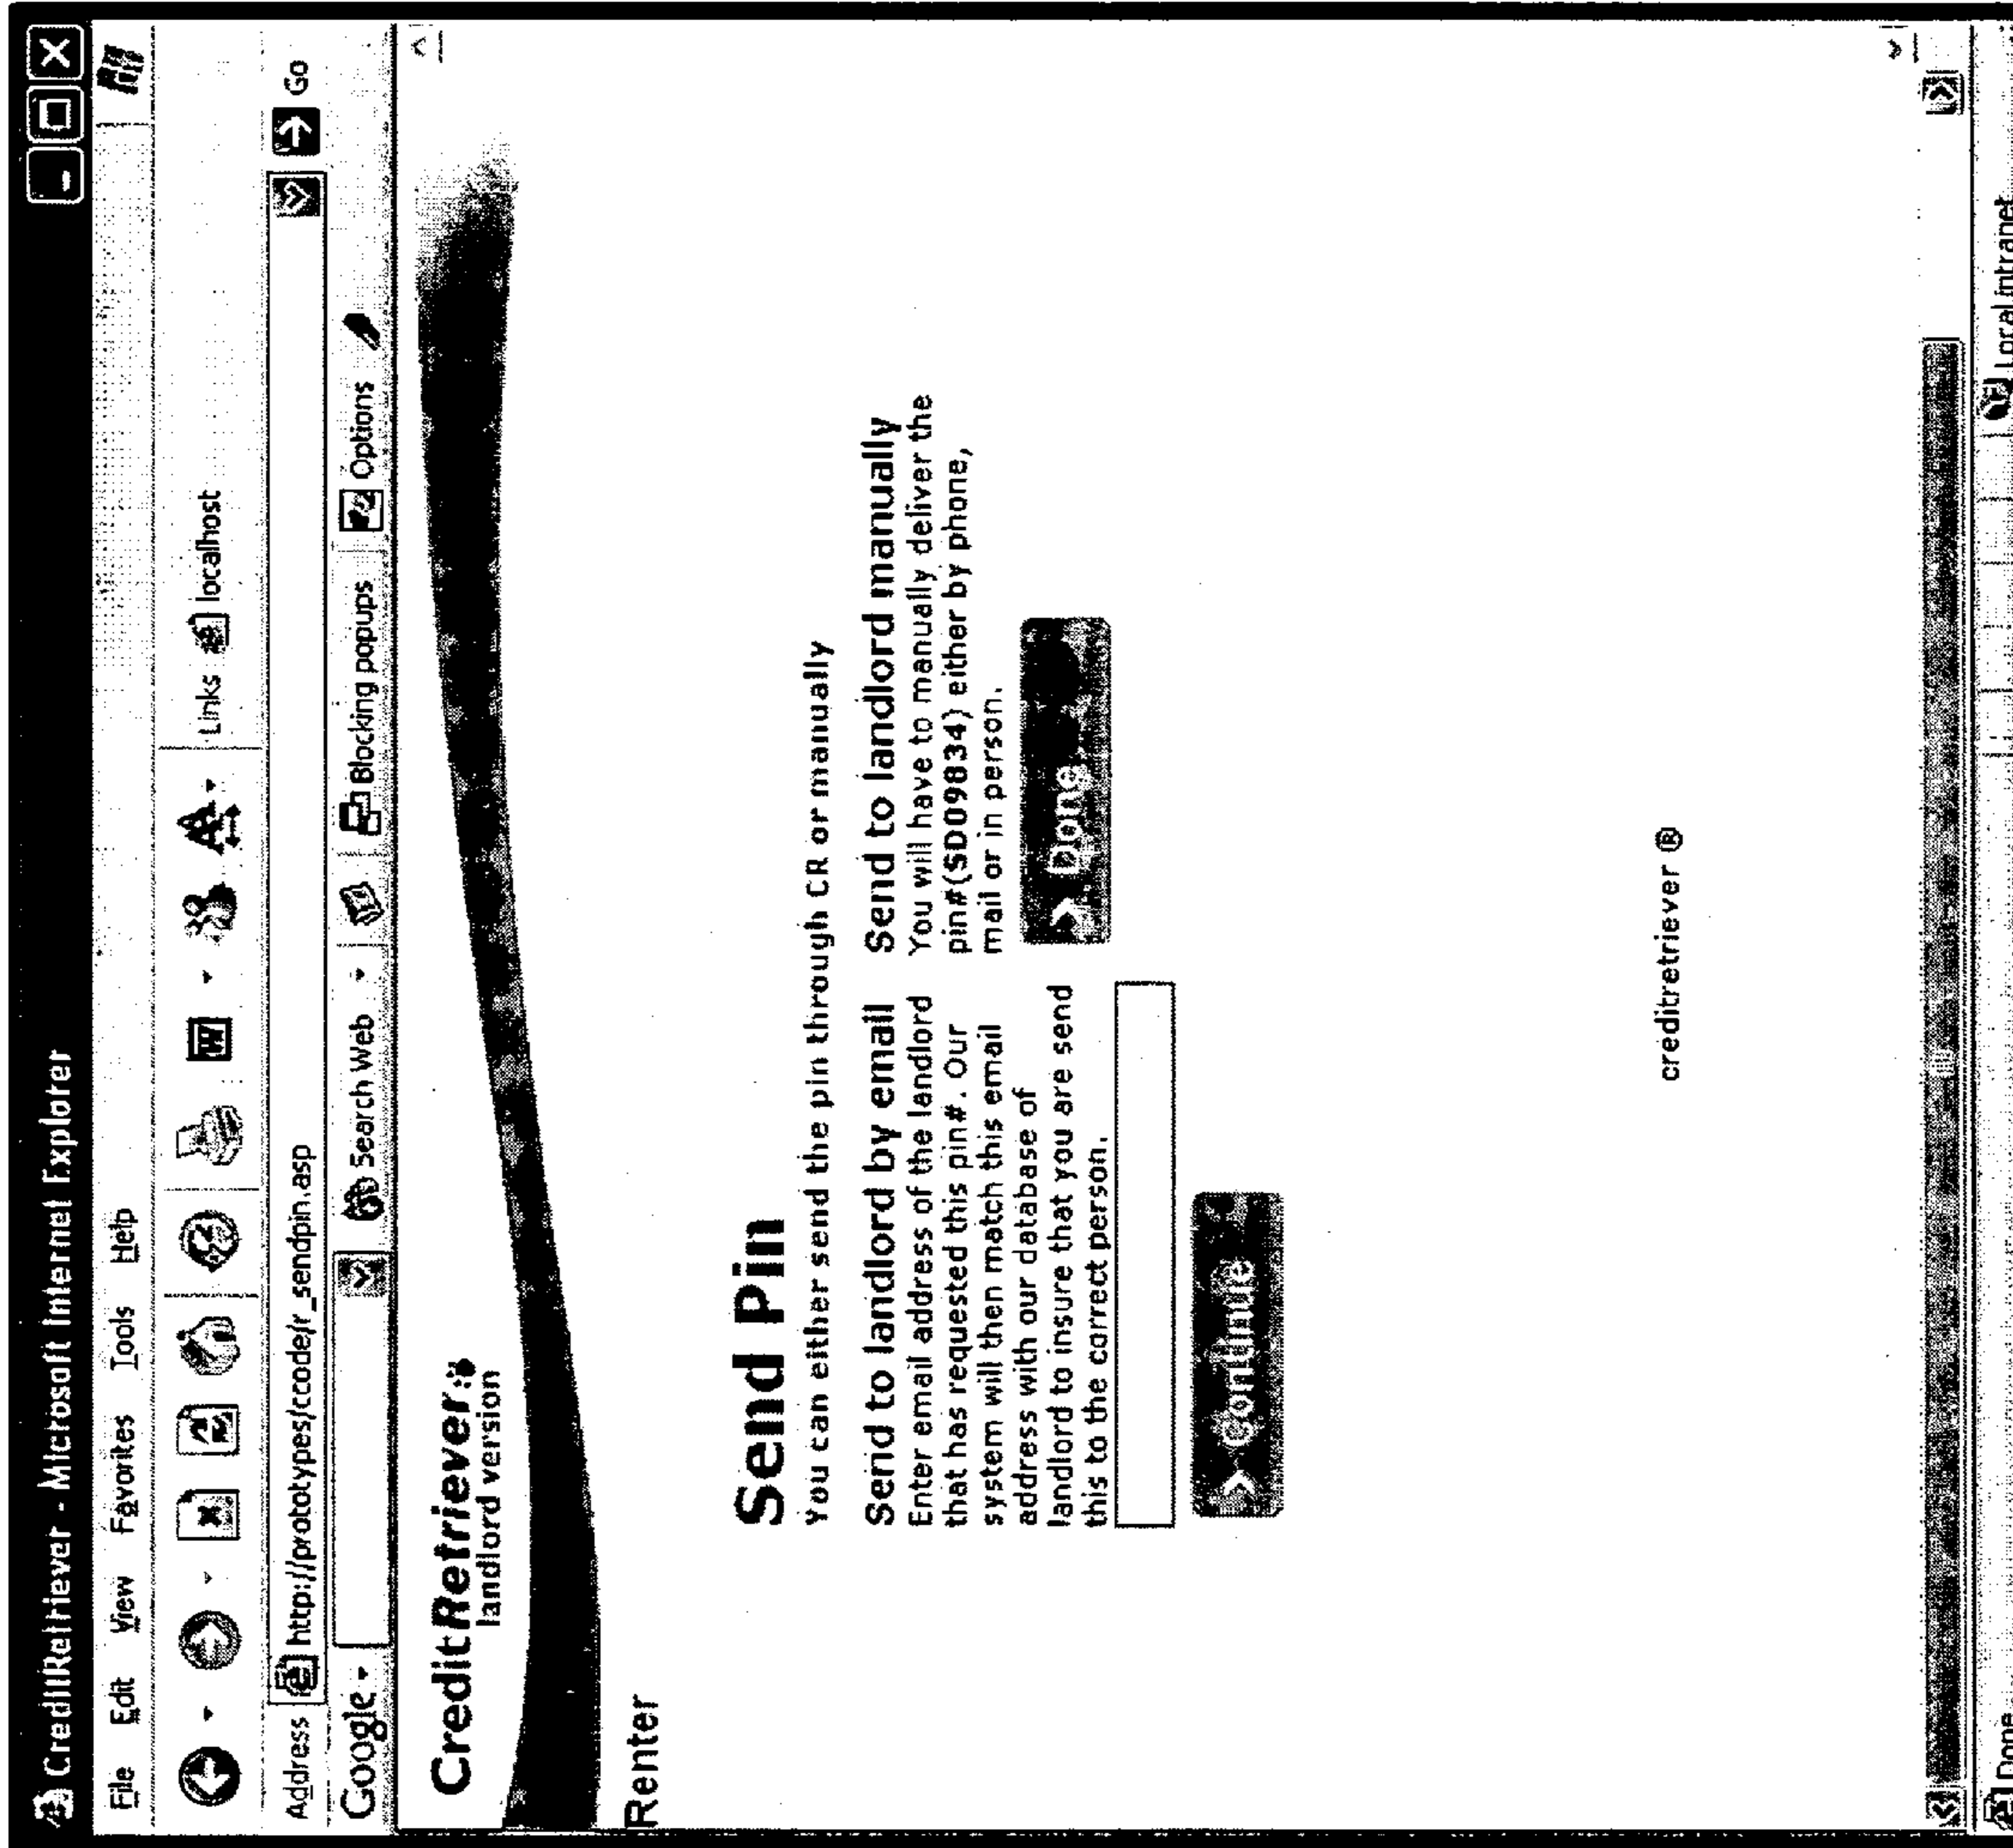 CreditRetriever - Microsoft Internet Explorer
File Edit View Favorites Tools Help
Links localhost
Address http://prototypes/ccode/r_sendpin.asp Go
Google Search Web Blocking popups Options
CreditRetriever
landlord version
Renter
Send Pin
You can either send the pin through CR or manually
Send to landlord by email
Enter email address of the landlord
that has requested this pin#. Our
system will then match this email
address with our database of
landlord to insure that you are send
this to the correct person.
> Continue
Send to landlord manually
You will have to manually deliver the
pin#(SD09834) either by phone,
mail or in person.
> Done
creditretriever ®
Done Local intranet